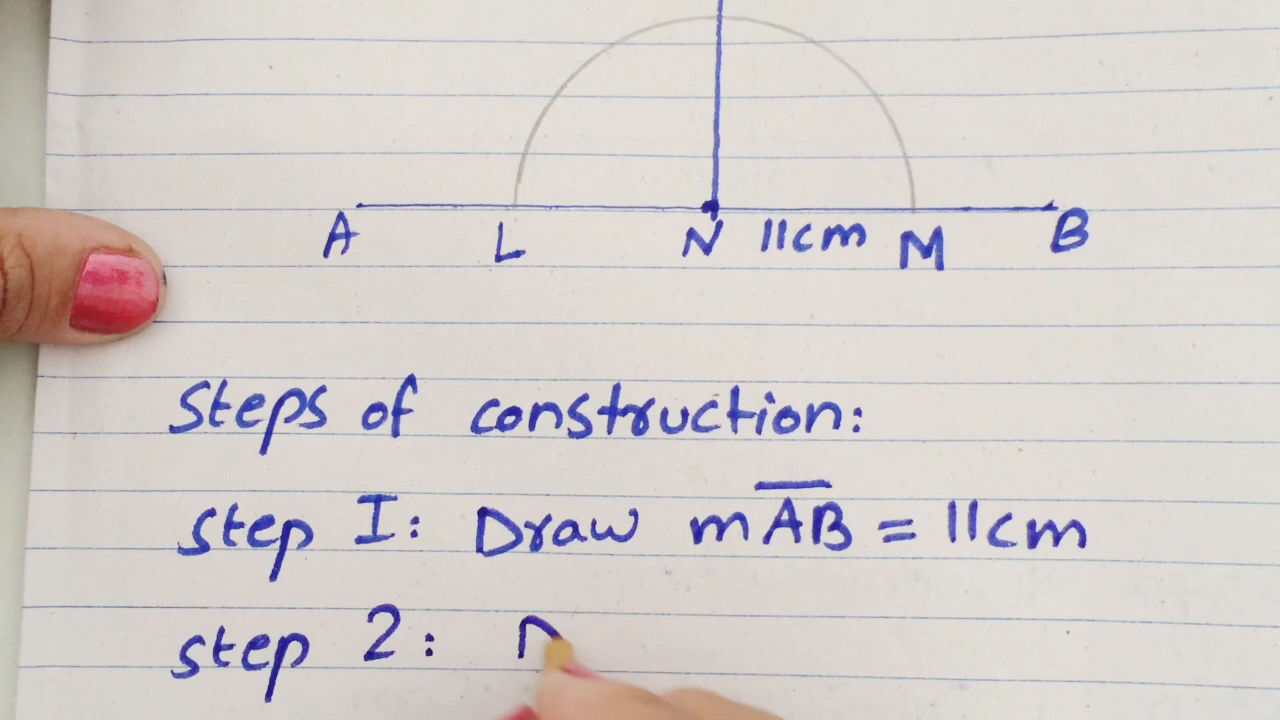 A L N 11cm M B
Steps of construction:
step I: Draw mAB = 11cm
step 2: